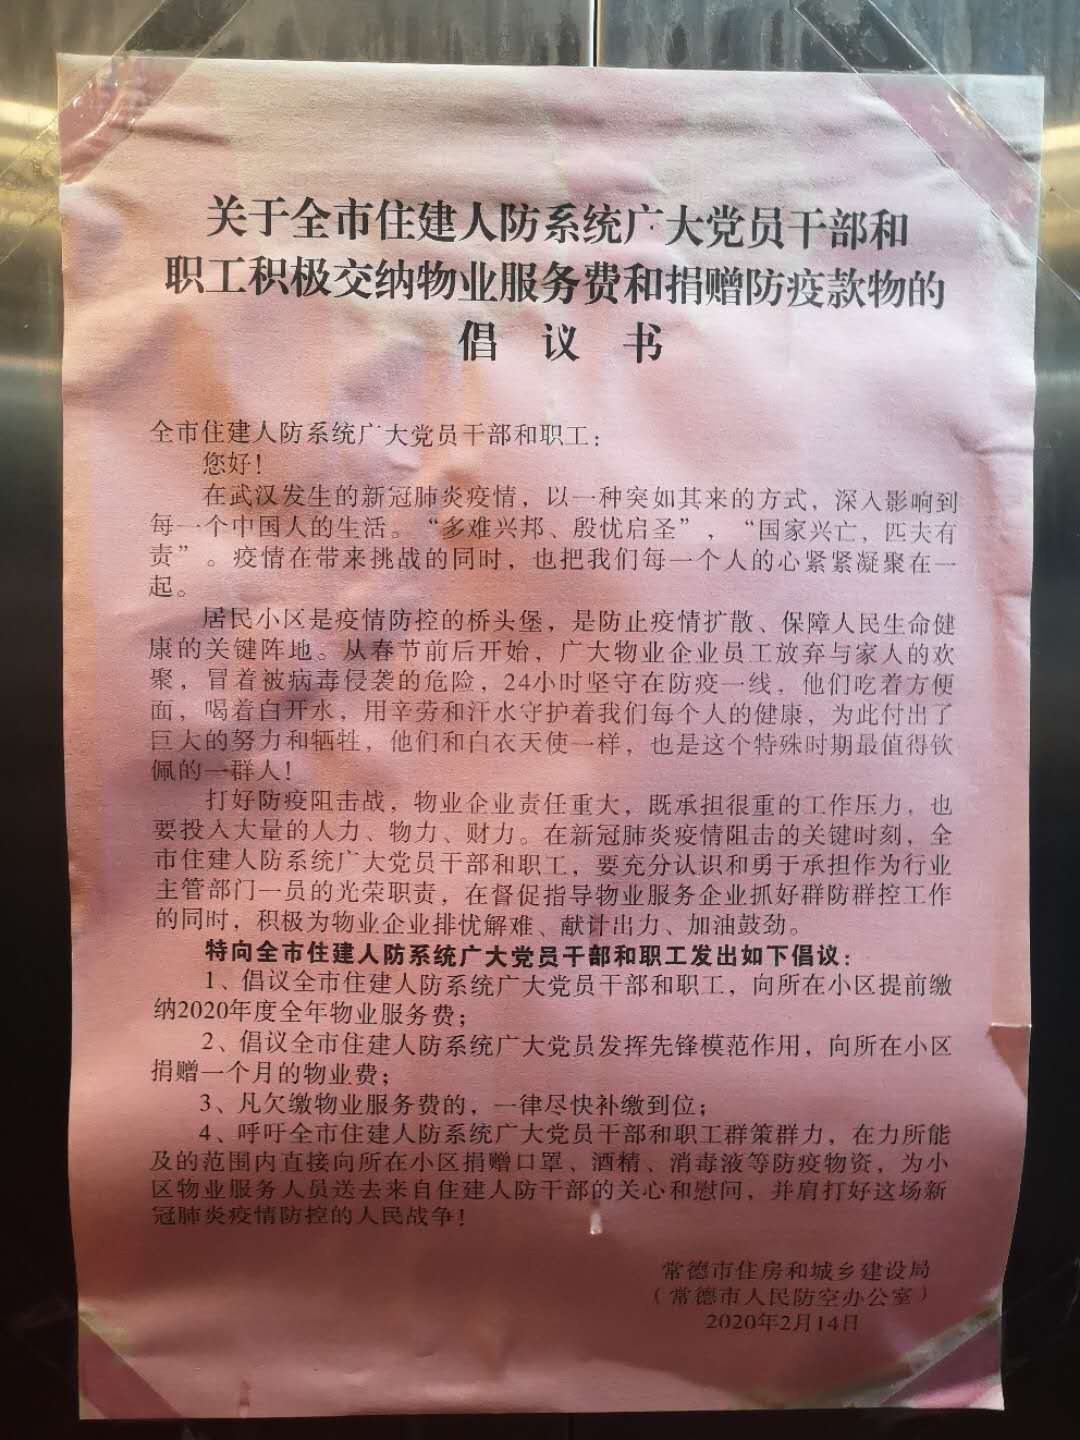 关于全市住建人防系统广大党员干部和
职工积极交纳物业服务费和捐赠防疫款物的
倡议书
全市住建人防系统广大党员干部和职工：
您好！
在武汉发生的新冠肺炎疫情，以一种突如其来的方式，深入影响到
每一个中国人的生活。“多难兴邦、殷忧启圣”，“国家兴亡，匹夫有
责”。疫情在带来挑战的同时，也把我们每一个人的心紧紧凝聚在一
起。
居民小区是疫情防控的桥头堡，是防止疫情扩散、保障人民生命健
康的关键阵地。从春节前后开始，广大物业企业员工放弃与家人的欢
聚，冒着被病毒侵袭的危险，24小时坚守在防疫一线，他们吃着方便
面，喝着白开水，用辛劳和汗水守护着我们每个人的健康，为此付出了
巨大的努力和牺牲，他们和白衣天使一样，也是这个特殊时期最值得钦
佩的一群人！
打好防疫阻击战，物业企业责任重大，既承担很重的工作压力，也
要投入大量的人力、物力、财力。在新冠肺炎疫情阻击的关键时刻，全
市住建人防系统广大党员干部和职工，要充分认识和勇于承担作为行业
主管部门一员的光荣职责，在督促指导物业服务企业抓好群防群控工作
的同时，积极为物业企业排忧解难、献计出力、加油鼓劲。
特向全市住建人防系统广大党员干部和职工发出如下倡议：
1、倡议全市住建人防系统广大党员干部和职工，向所在小区提前缴
纳2020年度全年物业服务费；
2、倡议全市住建人防系统广大党员发挥先锋模范作用，向所在小区
捐赠一个月的物业费；
3、凡欠缴物业服务费的，一律尽快补缴到位；
4、呼吁全市住建人防系统广大党员干部和职工群策群力，在力所能
及的范围内直接向所在小区捐赠口罩、酒精、消毒液等防疫物资，为小
区物业服务人员送去来自住建人防干部的关心和慰问，并肩打好这场新
冠肺炎疫情防控的人民战争！
常德市住房和城乡建设局
（常德市人民防空办公室）
2020年2月14日